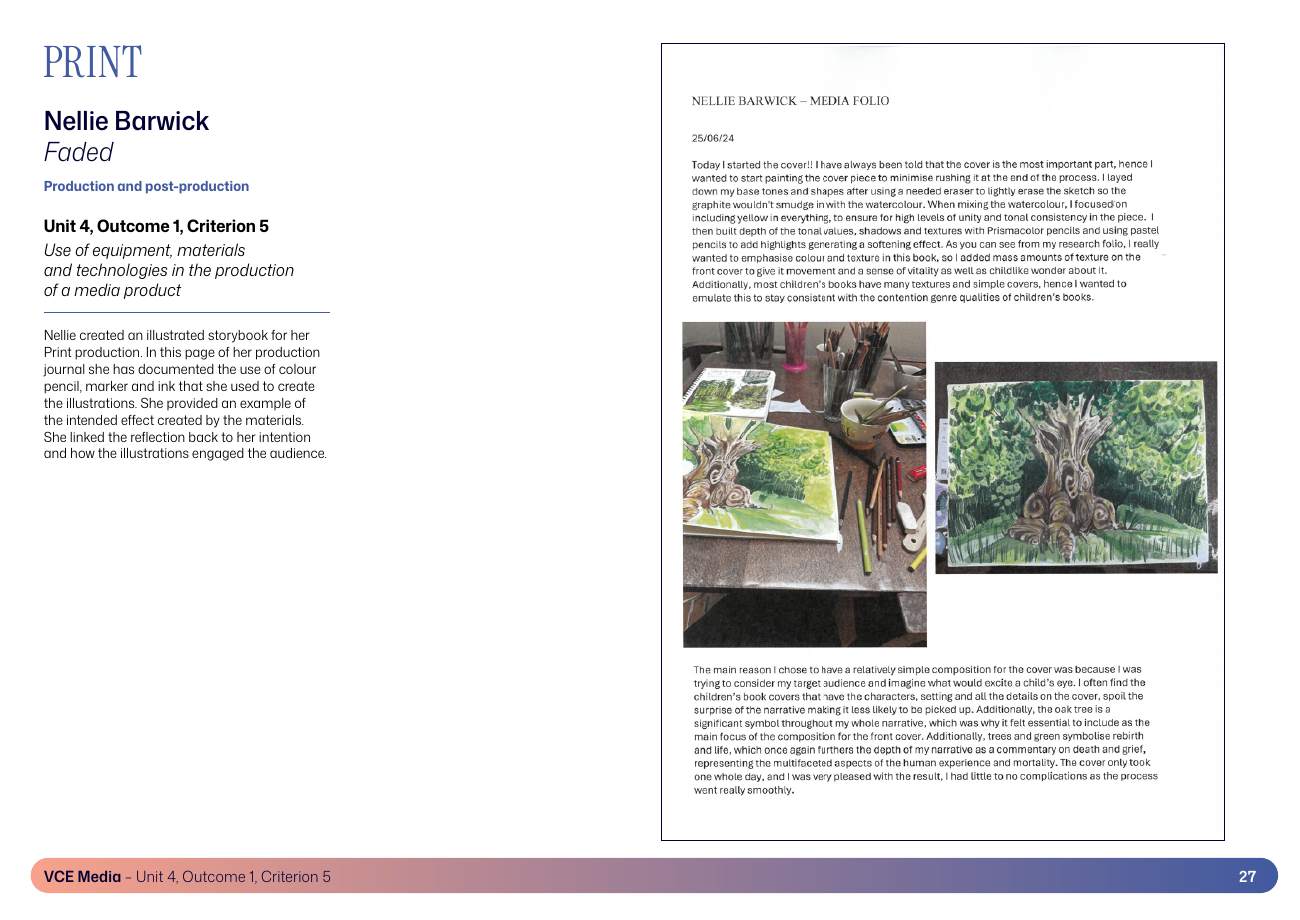 PRINT
Nellie Barwick
Faded
Production and post-production
Unit 4, Outcome 1, Criterion 5
Use of equipment, materials
and technologies in the production
of a media product
Nellie created an illustrated storybook for her
Print production. In this page of her production
journal she has documented the use of colour
pencil, marker and ink that she used to create
the illustrations. She provided an example of
the intended effect created by the materials.
She linked the reflection back to her intention
and how the illustrations engaged the audience.
NELLIE BARWICK – MEDIA FOLIO
25/06/24
Today I started the cover!! I have always been told that the cover is the most important part, hence I
wanted to start painting the cover piece to minimise rushing it at the end of the process. I layed
down my base tones and shapes after using a needed eraser to lightly erase the sketch so the
graphite wouldn't smudge in with the watercolour. When mixing the watercolour, I focused on
including yellow in everything, to ensure for high levels of unity and tonal consistency in the piece. I
then built depth of the tonal values, shadows and textures with Prismacolor pencils and using pastel
pencils to add highlights generating a softening effect. As you can see from my research folio, I really
wanted to emphasise colour and texture in this book, so I added mass amounts of texture on the
front cover to give it movement and a sense of vitality as well as childlike wonder about it.
Additionally, most children's books have many textures and simple covers, hence I wanted to
emulate this to stay consistent with the contention genre qualities of children's books.
The main reason I chose to have a relatively simple composition for the cover was because I was
trying to consider my target audience and imagine what would excite a child's eye. I often find the
children's book covers that have the characters, setting and all the details on the cover, spoil the
surprise of the narrative making it less likely to be picked up. Additionally, the oak tree is a
significant symbol throughout my whole narrative, which was why it felt essential to include as the
main focus of the composition for the front cover. Additionally, trees and green symbolise rebirth
and life, which once again furthers the depth of my narrative as a commentary on death and grief,
representing the multifaceted aspects of the human experience and mortality. The cover only took
one whole day, and I was very pleased with the result, I had little to no complications as the process
went really smoothly.
VCE Media – Unit 4, Outcome 1, Criterion 5
27